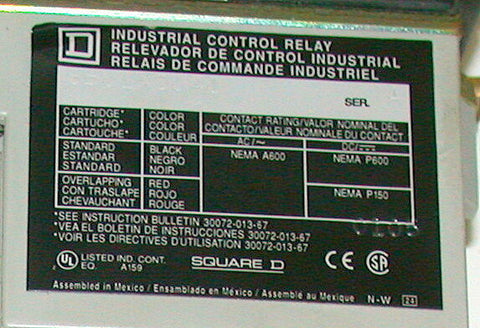 INDUSTRIAL CONTROL RELAY
RELEVADOR DE CONTROL INDUSTRIAL
RELAIS DE COMMANDE INDUSTRIEL
SER.
CARTRIDGE* COLOR CONTACT RATING/VALOR NOMINAL DEL
CARTUCHO* COLOR CONTACTO/VALEUR NOMINALE DU CONTACT
CARTOUCHE* COULEUR AC/~ DC/⎓
STANDARD BLACK NEMA A600 NEMA P600
ESTANDAR NEGRO
STANDARD NOIR
OVERLAPPING RED NEMA P150
CON TRASLAPE ROJO
CHEVAUCHANT ROUGE
*SEE INSTRUCTION BULLETIN 30072-013-67
*VEA EL BOLETIN DE INSTRUCCIONES 30072-013-67
*VOIR LES DIRECTIVES D'UTILISATION 30072-013-67
UL LISTED IND. CONT. SQUARE D CE SA
EQ. A159
Assembled in Mexico / Ensamblado en México / Assemblé au Mexique N-W 24